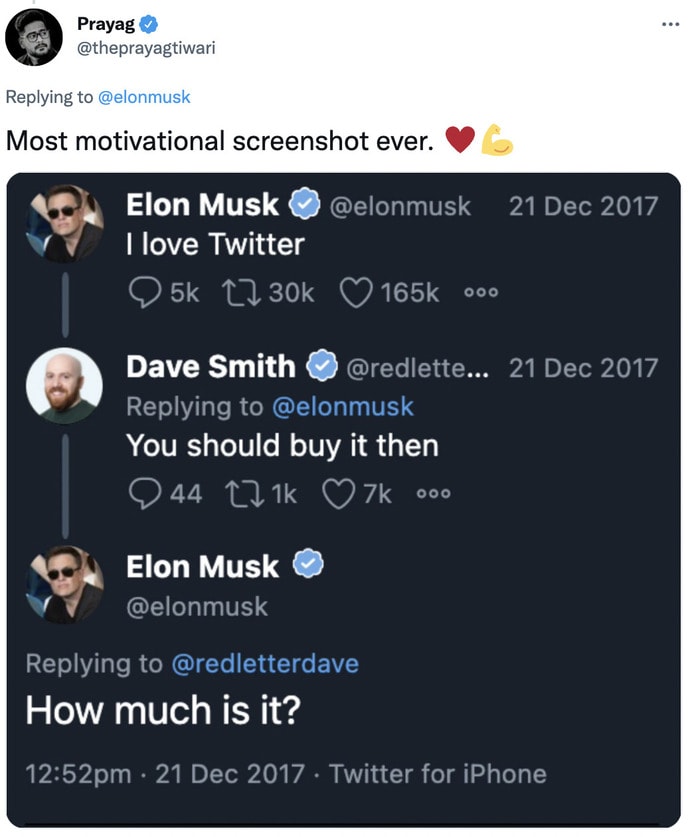 Prayag
@theprayagtiwari
Replying to @elonmusk
Most motivational screenshot ever. ❤️💪
Elon Musk @elonmusk 21 Dec 2017
I love Twitter
5k 30k 165k
Dave Smith @redlette... 21 Dec 2017
Replying to @elonmusk
You should buy it then
44 1k 7k
Elon Musk
@elonmusk
Replying to @redletterdave
How much is it?
12:52pm · 21 Dec 2017 · Twitter for iPhone